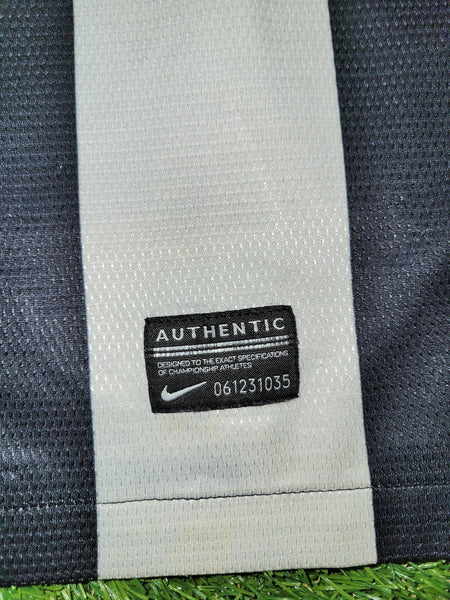 AUTHENTIC
DESIGNED TO THE EXACT SPECIFICATIONS
OF CHAMPIONSHIP ATHLETES
061231035